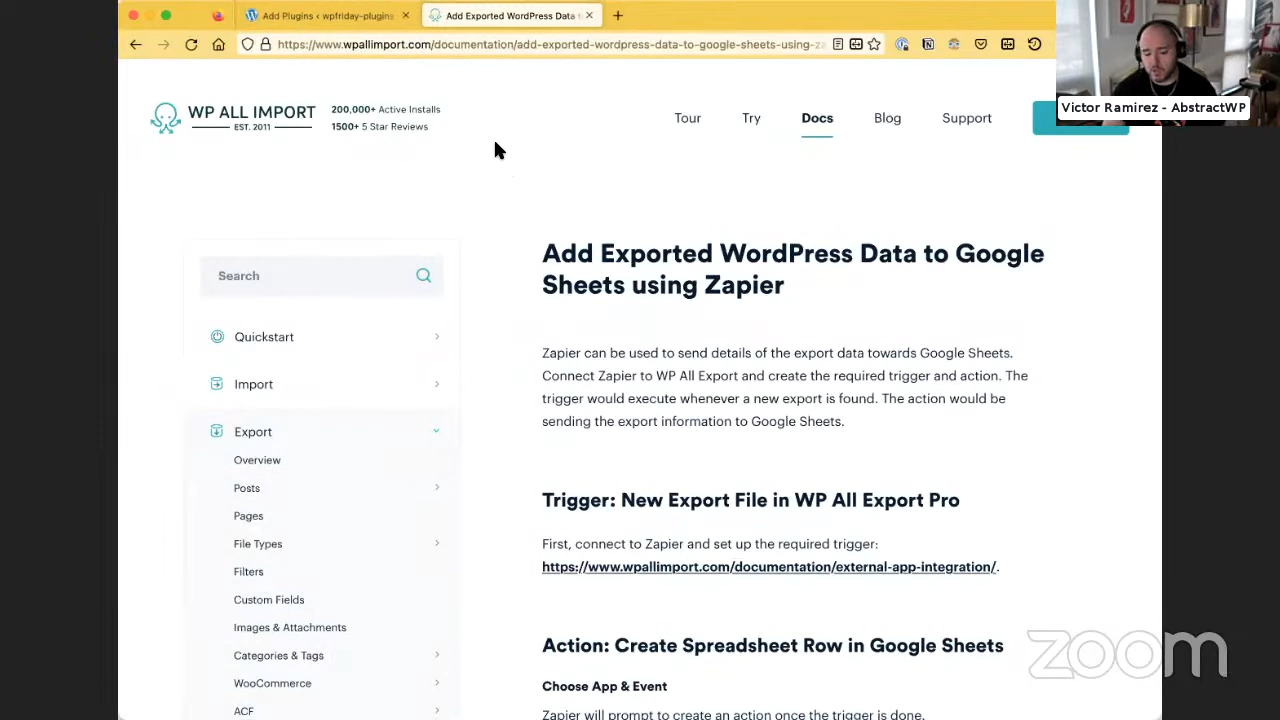 Add Plugins ‹ wpfriday-plugins
Add Exported WordPress Data t
https://www.wpallimport.com/documentation/add-exported-wordpress-data-to-google-sheets-using-za
Victor Ramirez - AbstractWP
WP ALL IMPORT
EST. 2011
200,000+ Active Installs
1500+ 5 Star Reviews
Tour
Try
Docs
Blog
Support
Search
Quickstart
Import
Export
Overview
Posts
Pages
File Types
Filters
Custom Fields
Images & Attachments
Categories & Tags
WooCommerce
ACF
Add Exported WordPress Data to Google
Sheets using Zapier
Zapier can be used to send details of the export data towards Google Sheets.
Connect Zapier to WP All Export and create the required trigger and action. The
trigger would execute whenever a new export is found. The action would be
sending the export information to Google Sheets.
Trigger: New Export File in WP All Export Pro
First, connect to Zapier and set up the required trigger:
https://www.wpallimport.com/documentation/external-app-integration/.
Action: Create Spreadsheet Row in Google Sheets
Choose App & Event
Zapier will prompt to create an action once the trigger is done.
zoom